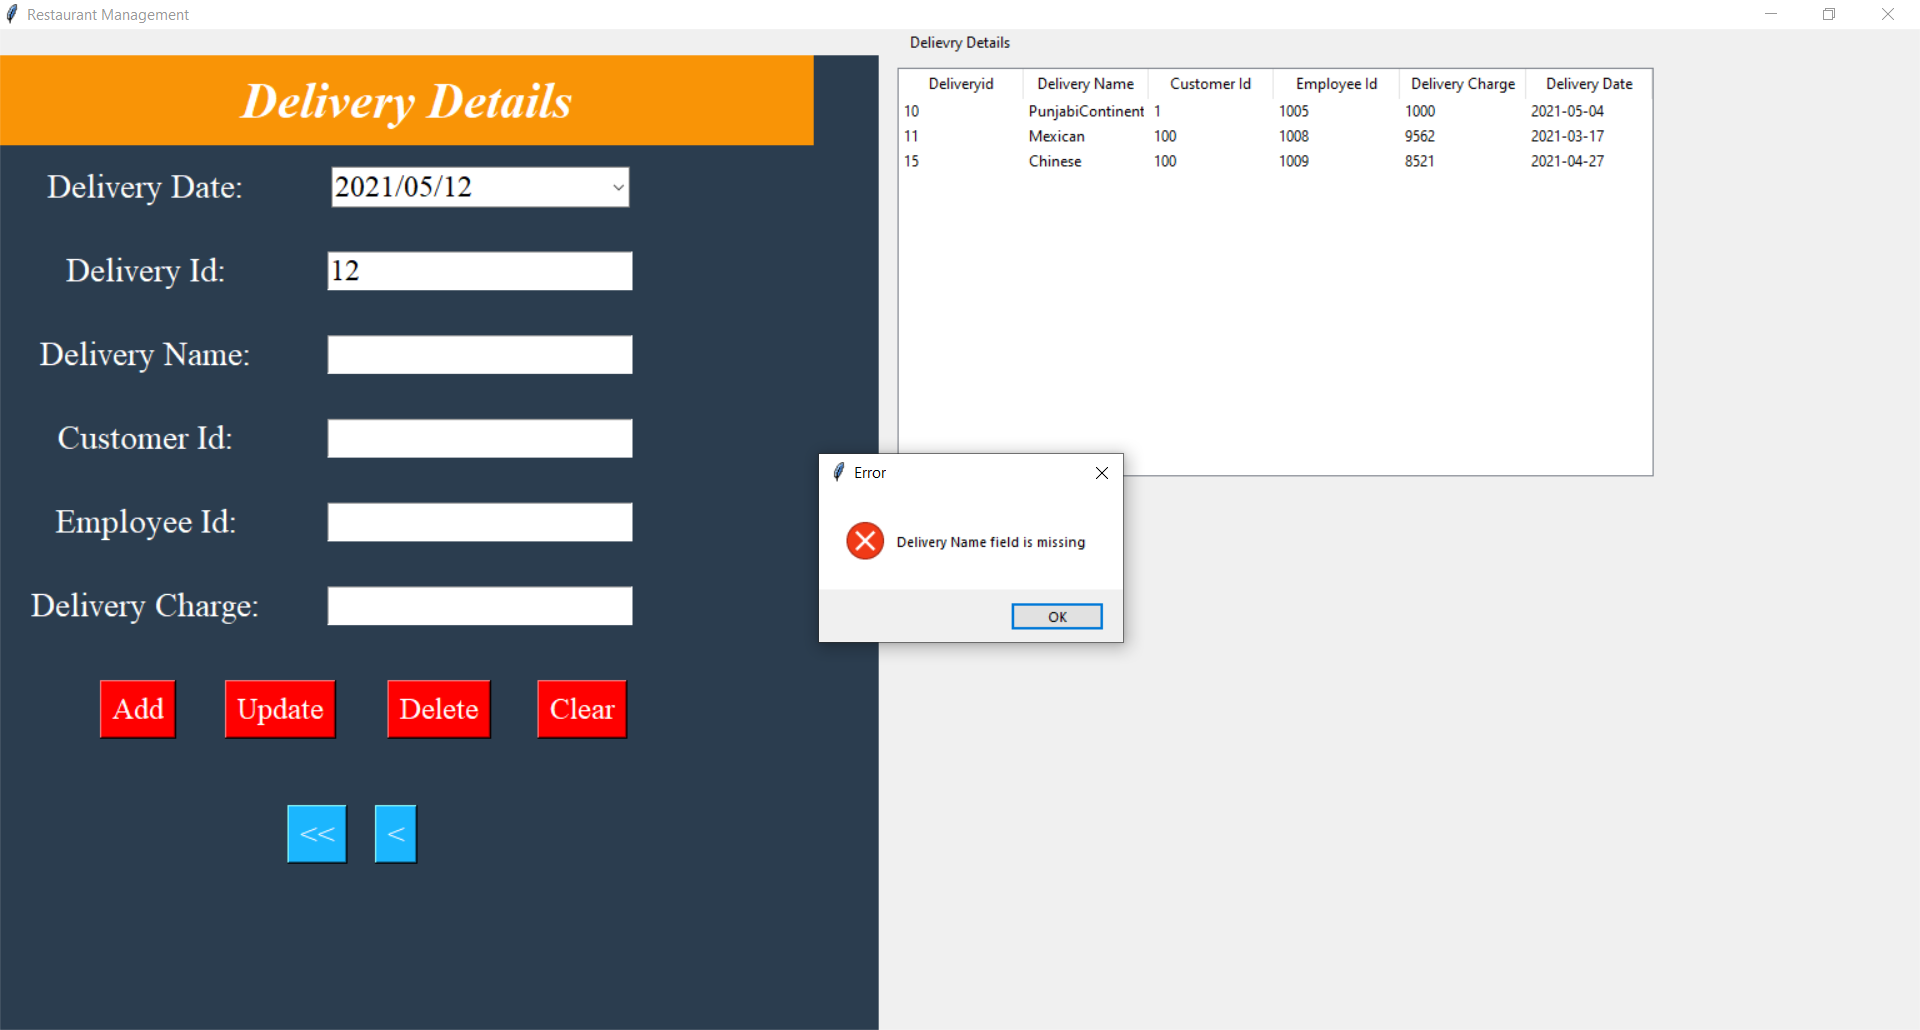 Restaurant Management
Delievry Details
Delivery Details
Delivery Date: 2021/05/12
Delivery Id: 12
Delivery Name:
Customer Id:
Employee Id:
Delivery Charge:
Add Update Delete Clear
<< <
Deliveryid Delivery Name Customer Id Employee Id Delivery Charge Delivery Date
10 PunjabiContinent 1 1005 1000 2021-05-04
11 Mexican 100 1008 9562 2021-03-17
15 Chinese 100 1009 8521 2021-04-27
Error
Delivery Name field is missing
OK